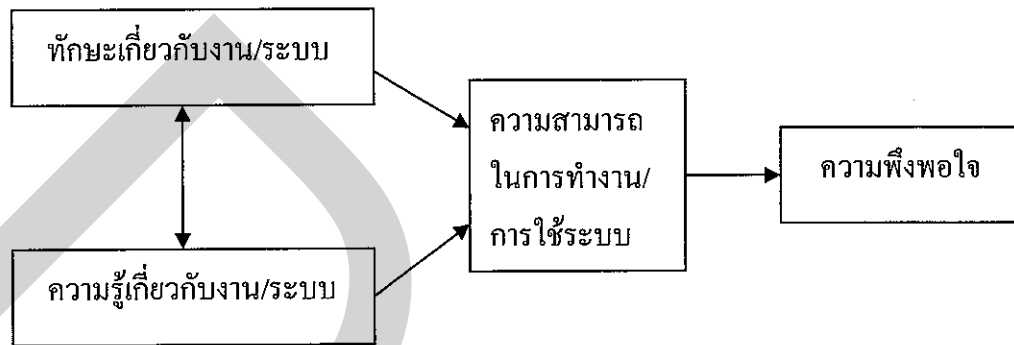 ทักษะเกี่ยวกับงาน/ระบบ
ความสามารถ
ในการทำงาน/
การใช้ระบบ
ความพึงพอใจ
ความรู้เกี่ยวกับงาน/ระบบ